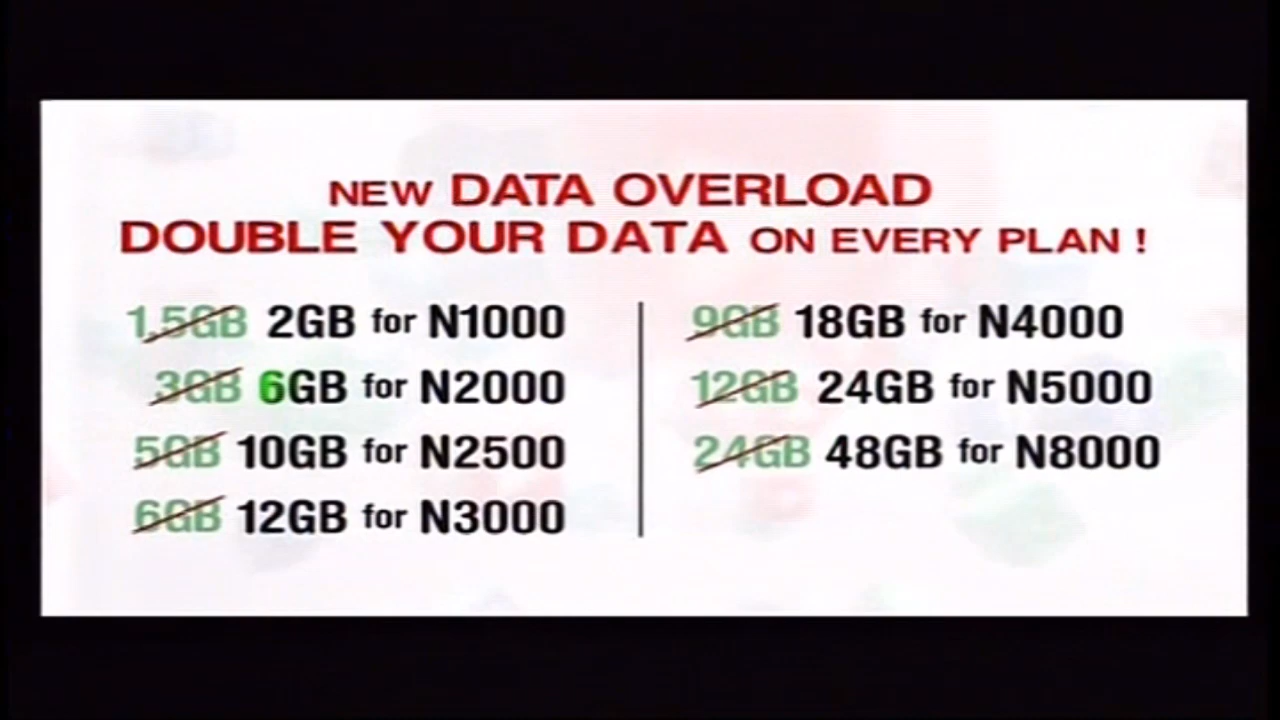 NEW DATA OVERLOAD
DOUBLE YOUR DATA ON EVERY PLAN !
1.5GB 2GB for N1000
3GB 6GB for N2000
5GB 10GB for N2500
6GB 12GB for N3000
9GB 18GB for N4000
12GB 24GB for N5000
24GB 48GB for N8000